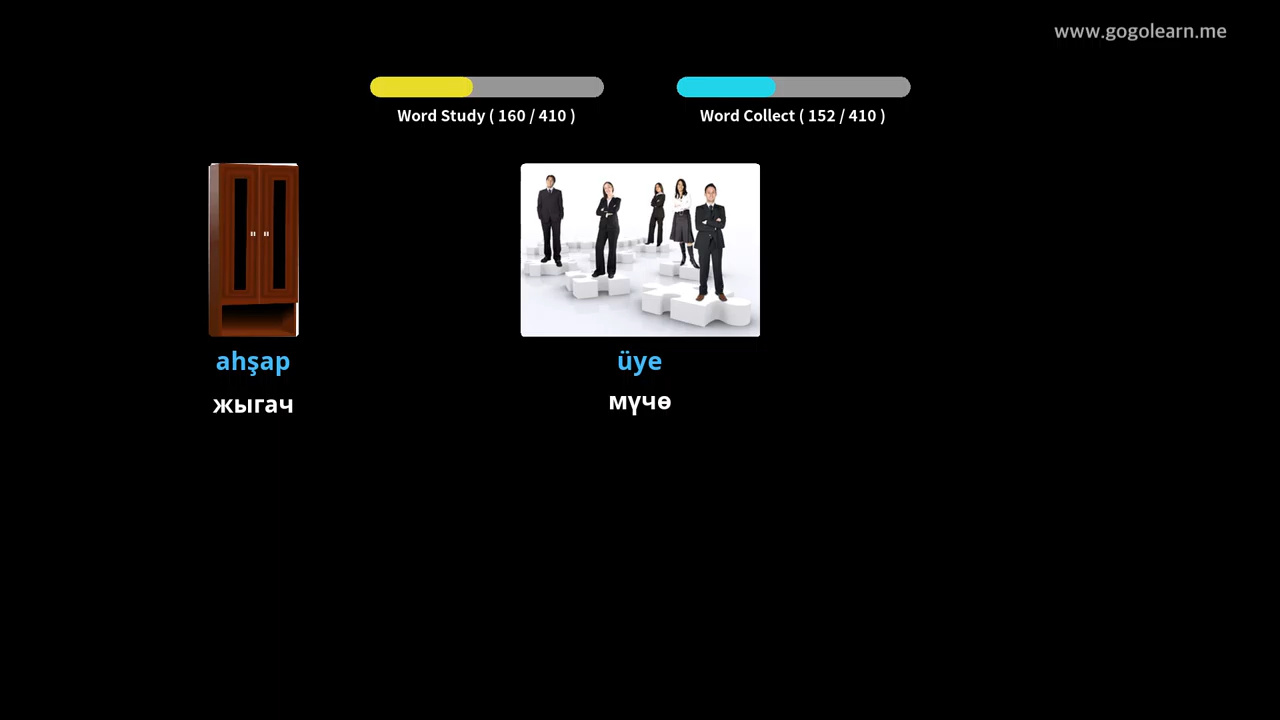 www.gogolearn.me
Word Study ( 160 / 410 )
Word Collect ( 152 / 410 )
ahşap
üye
жыгач
мүчө